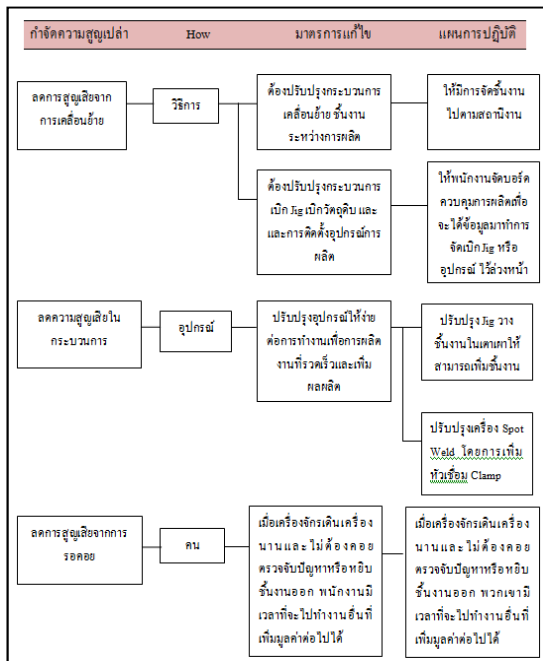 กำจัดความสูญเปล่า How มาตรการแก้ไข แผนการปฏิบัติ
ลดการสูญเสียจาก
การเคลื่อนย้าย
วิธีการ
ต้องปรับปรุงกระบวนการ
เคลื่อนย้าย ชิ้นงาน
ระหว่างการผลิต
ให้มีการจัดชิ้นงาน
ไปตามสถานีงาน
ต้องปรับปรุงกระบวนการ
เบิก Jig เบิกวัตถุดิบ และ
และการติดตั้งอุปกรณ์การ
ผลิต
ให้พนักงานจัดบอร์ด
ควบคุมการผลิตเพื่อ
จะได้ข้อมูลมาทำการ
จัดเบิก Jig หรือ
อุปกรณ์ ไว้ล่วงหน้า
ลดความสูญเสียใน
กระบวนการ
อุปกรณ์
ปรับปรุงอุปกรณ์ให้ง่าย
ต่อการทำงานเพื่อการผลิต
งานที่รวดเร็วและเพิ่ม
ผลผลิต
ปรับปรุง Jig วาง
ชิ้นงานในเตาเผาให้
สามารถเพิ่มชิ้นงาน
ปรับปรุงเครื่อง Spot
Weld โดยการเพิ่ม
หัวเชื่อม Clamp
ลดการสูญเสียจากการ
รอคอย
คน
เมื่อเครื่องจักรเดินเครื่อง
นานและ ไม่ต้องคอย
ตรวจจับปัญหาหรือหยิบ
ชิ้นงานออก พนักงานมี
เวลาที่จะไปทำงานอื่นที่
เพิ่มมูลค่าต่อไปได้
เมื่อเครื่องจักรเดินเครื่อง
นานและ ไม่ต้องคอย
ตรวจจับปัญหาหรือหยิบ
ชิ้นงานออก พวกเขามี
เวลาที่จะไปทำงานอื่นที่
เพิ่มมูลค่าต่อไปได้